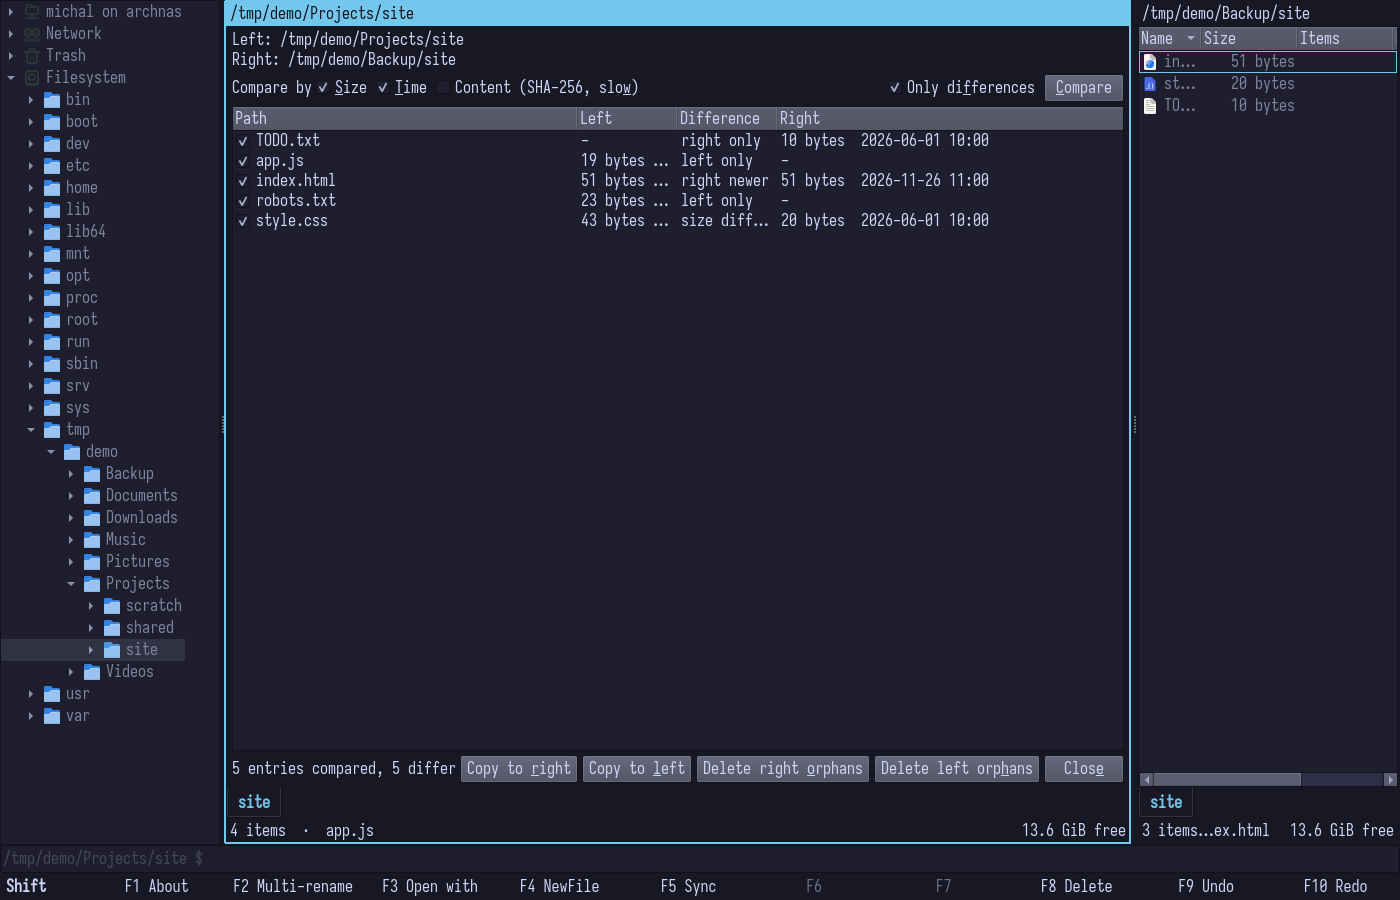 michal on archnas
Network
Trash
Filesystem
bin
boot
dev
etc
home
lib
lib64
mnt
opt
proc
root
run
sbin
srv
sys
tmp
demo
Backup
Documents
Downloads
Music
Pictures
Projects
scratch
shared
site
Videos
usr
var
/tmp/demo/Projects/site
Left: /tmp/demo/Projects/site
Right: /tmp/demo/Backup/site
Compare by Size Time Content (SHA-256, slow) Only differences Compare
Path Left Difference Right
TODO.txt - right only 10 bytes 2026-06-01 10:00
app.js 19 bytes ... left only -
index.html 51 bytes ... right newer 51 bytes 2026-11-26 11:00
robots.txt 23 bytes ... left only -
style.css 43 bytes ... size diff... 20 bytes 2026-06-01 10:00
5 entries compared, 5 differ Copy to right Copy to left Delete right orphans Delete left orphans Close
site
4 items · app.js 13.6 GiB free
/tmp/demo/Backup/site
Name Size Items
in... 51 bytes
st... 20 bytes
TO... 10 bytes
site
3 items...ex.html 13.6 GiB free
/tmp/demo/Projects/site $
Shift F1 About F2 Multi-rename F3 Open with F4 NewFile F5 Sync F6 F7 F8 Delete F9 Undo F10 Redo